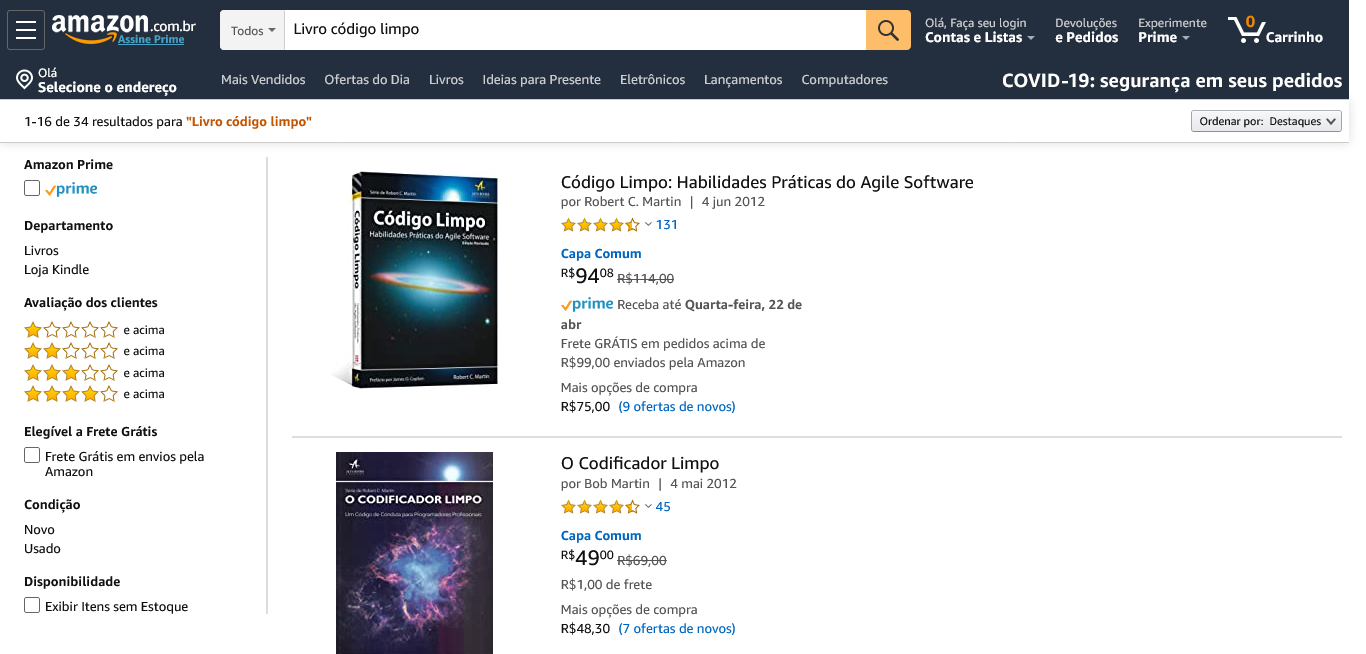 amazon.com.br
Assine Prime
Todos
Livro código limpo
Olá, Faça seu login
Contas e Listas
Devoluções
e Pedidos
Experimente
Prime
0
Carrinho
Olá
Selecione o endereço
Mais Vendidos
Ofertas do Dia
Livros
Ideias para Presente
Eletrônicos
Lançamentos
Computadores
COVID-19: segurança em seus pedidos
1-16 de 34 resultados para "Livro código limpo"
Ordenar por: Destaques
Amazon Prime
prime
Departamento
Livros
Loja Kindle
Avaliação dos clientes
e acima
e acima
e acima
e acima
Elegível a Frete Grátis
Frete Grátis em envios pela
Amazon
Condição
Novo
Usado
Disponibilidade
Exibir Itens sem Estoque
Série de Robert C. Martin
Código Limpo
Habilidades Práticas do Agile Software
Edição Revisada
Código Limpo
Prefácio por James O. Coplien
Robert C. Martin
Código Limpo: Habilidades Práticas do Agile Software
por Robert C. Martin | 4 jun 2012
131
Capa Comum
R$9408 R$114,00
prime Receba até Quarta-feira, 22 de
abr
Frete GRÁTIS em pedidos acima de
R$99,00 enviados pela Amazon
Mais opções de compra
R$75,00 (9 ofertas de novos)
Série de Robert C. Martin
O CODIFICADOR LIMPO
Um Código de Conduta para Programadores Profissionais
O Codificador Limpo
por Bob Martin | 4 mai 2012
45
Capa Comum
R$4900 R$69,00
R$1,00 de frete
Mais opções de compra
R$48,30 (7 ofertas de novos)